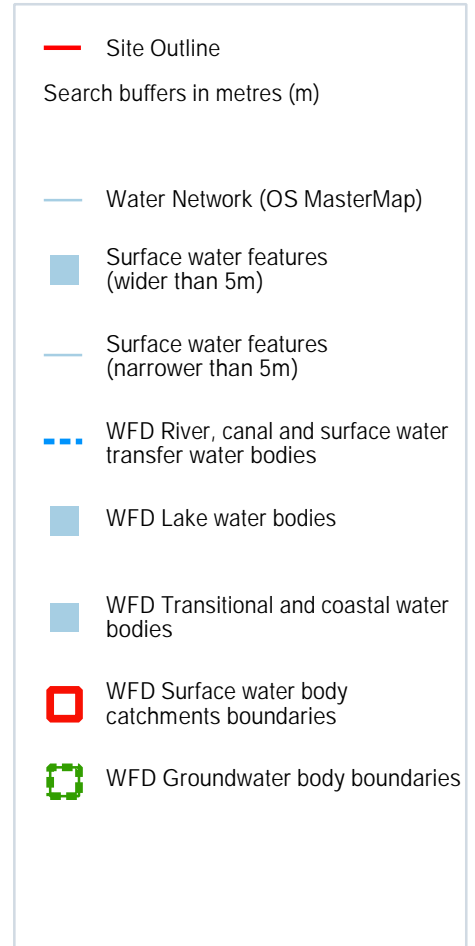 Site Outline
Search buffers in metres (m)
Water Network (OS MasterMap)
Surface water features
(wider than 5m)
Surface water features
(narrower than 5m)
WFD River, canal and surface water
transfer water bodies
WFD Lake water bodies
WFD Transitional and coastal water
bodies
WFD Surface water body
catchments boundaries
WFD Groundwater body boundaries